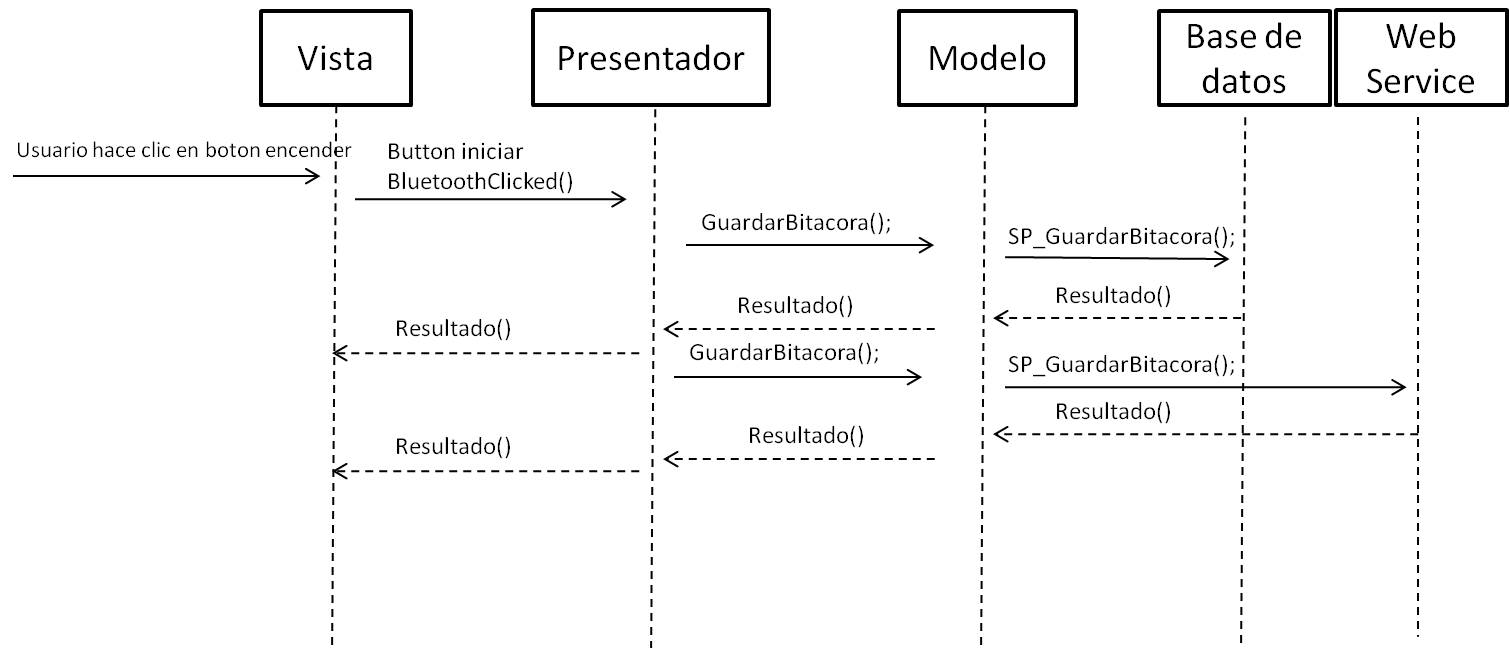 Vista
Presentador
Modelo
Base de
datos
Web
Service
Usuario hace clic en boton encender
Button iniciar
BluetoothClicked()
GuardarBitacora();
SP_GuardarBitacora();
Resultado()
Resultado()
Resultado()
GuardarBitacora();
SP_GuardarBitacora();
Resultado()
Resultado()
Resultado()